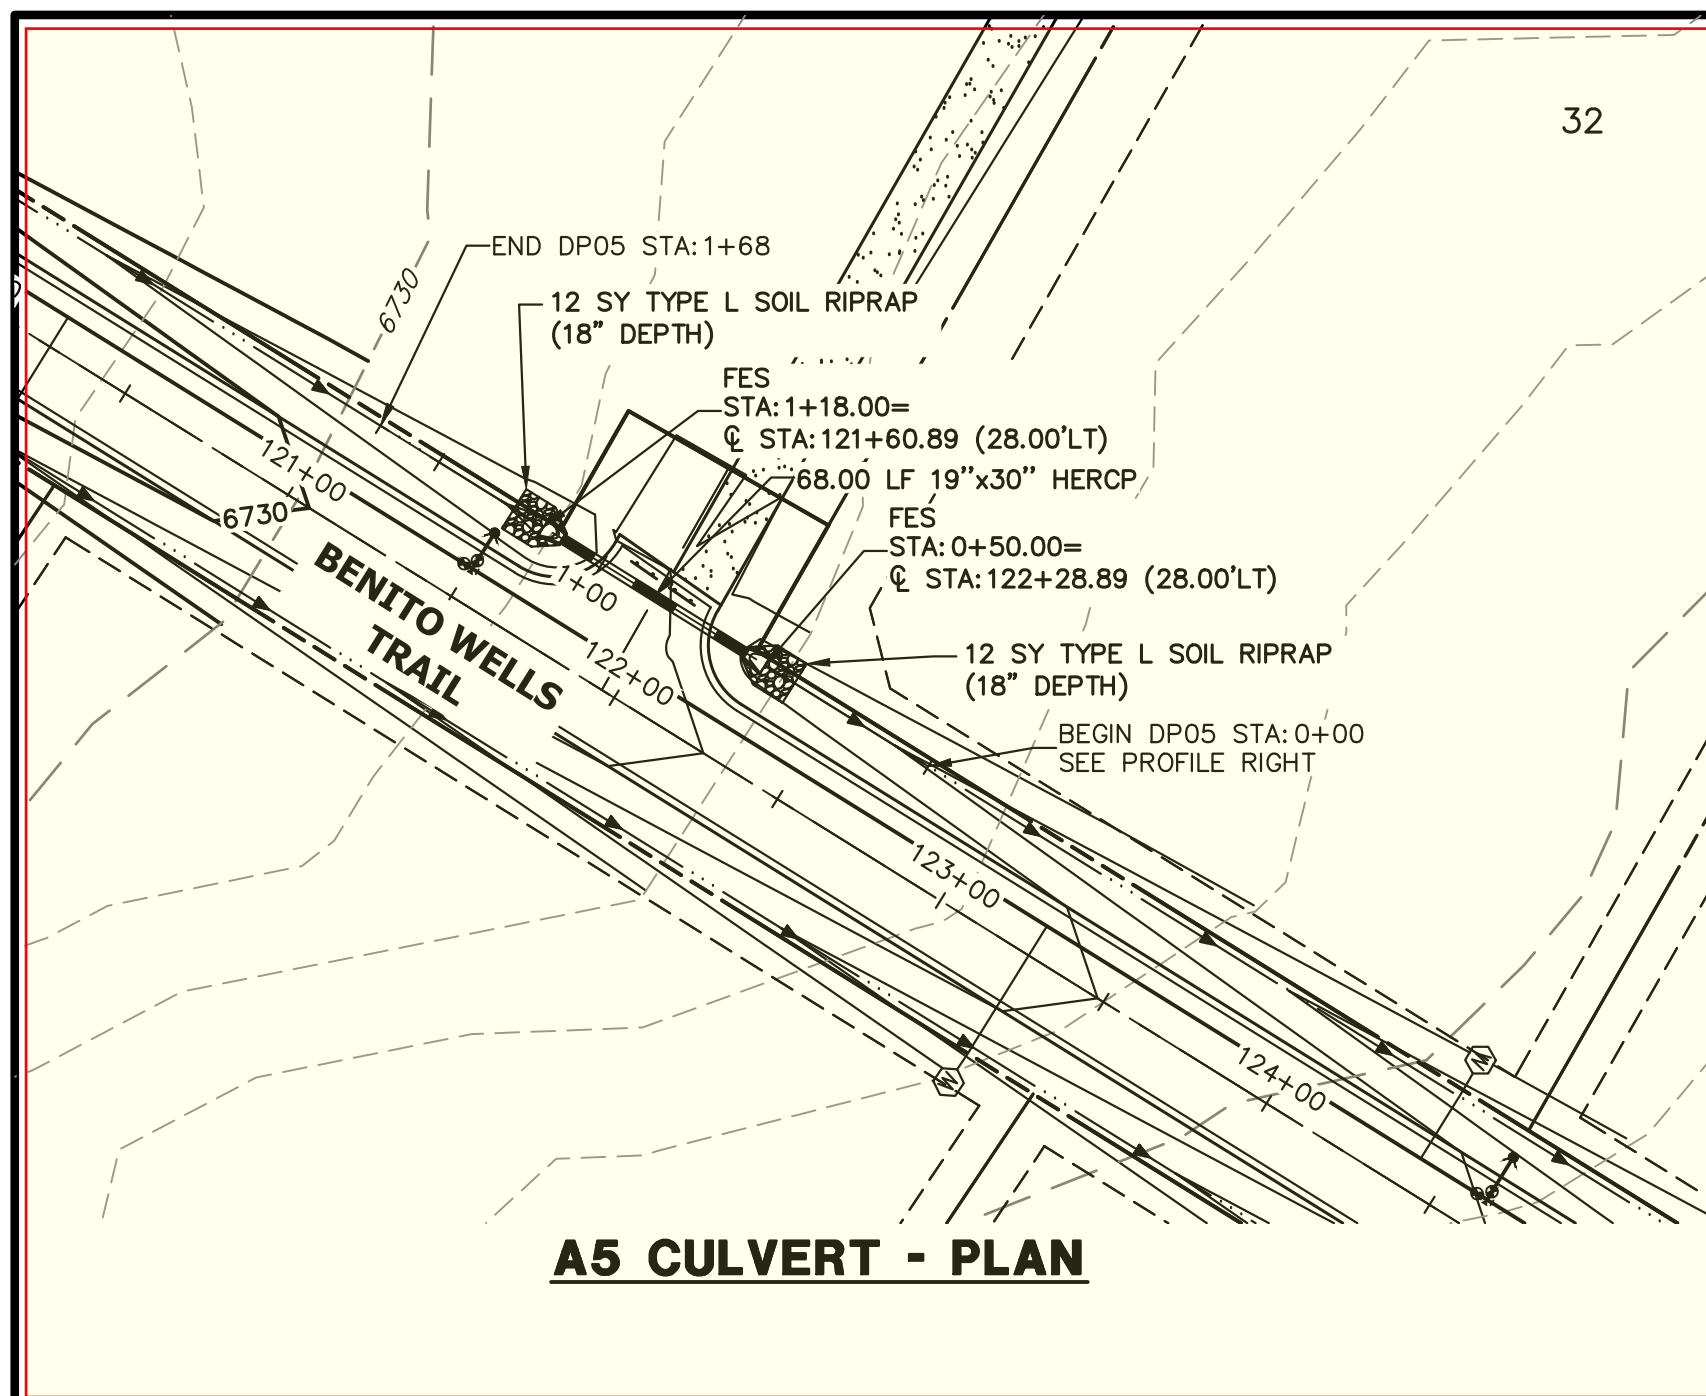 32
END DP05 STA:1+68
6730
12 SY TYPE L SOIL RIPRAP
(18" DEPTH)
FES
STA:1+18.00=
℄ STA:121+60.89 (28.00'LT)
68.00 LF 19"x30" HERCP
121+00
6730
FES
STA:0+50.00=
℄ STA:122+28.89 (28.00'LT)
1+00
BENITO WELLS
TRAIL
122+00
12 SY TYPE L SOIL RIPRAP
(18" DEPTH)
BEGIN DP05 STA:0+00
SEE PROFILE RIGHT
123+00
124+00
W
W
A5 CULVERT - PLAN